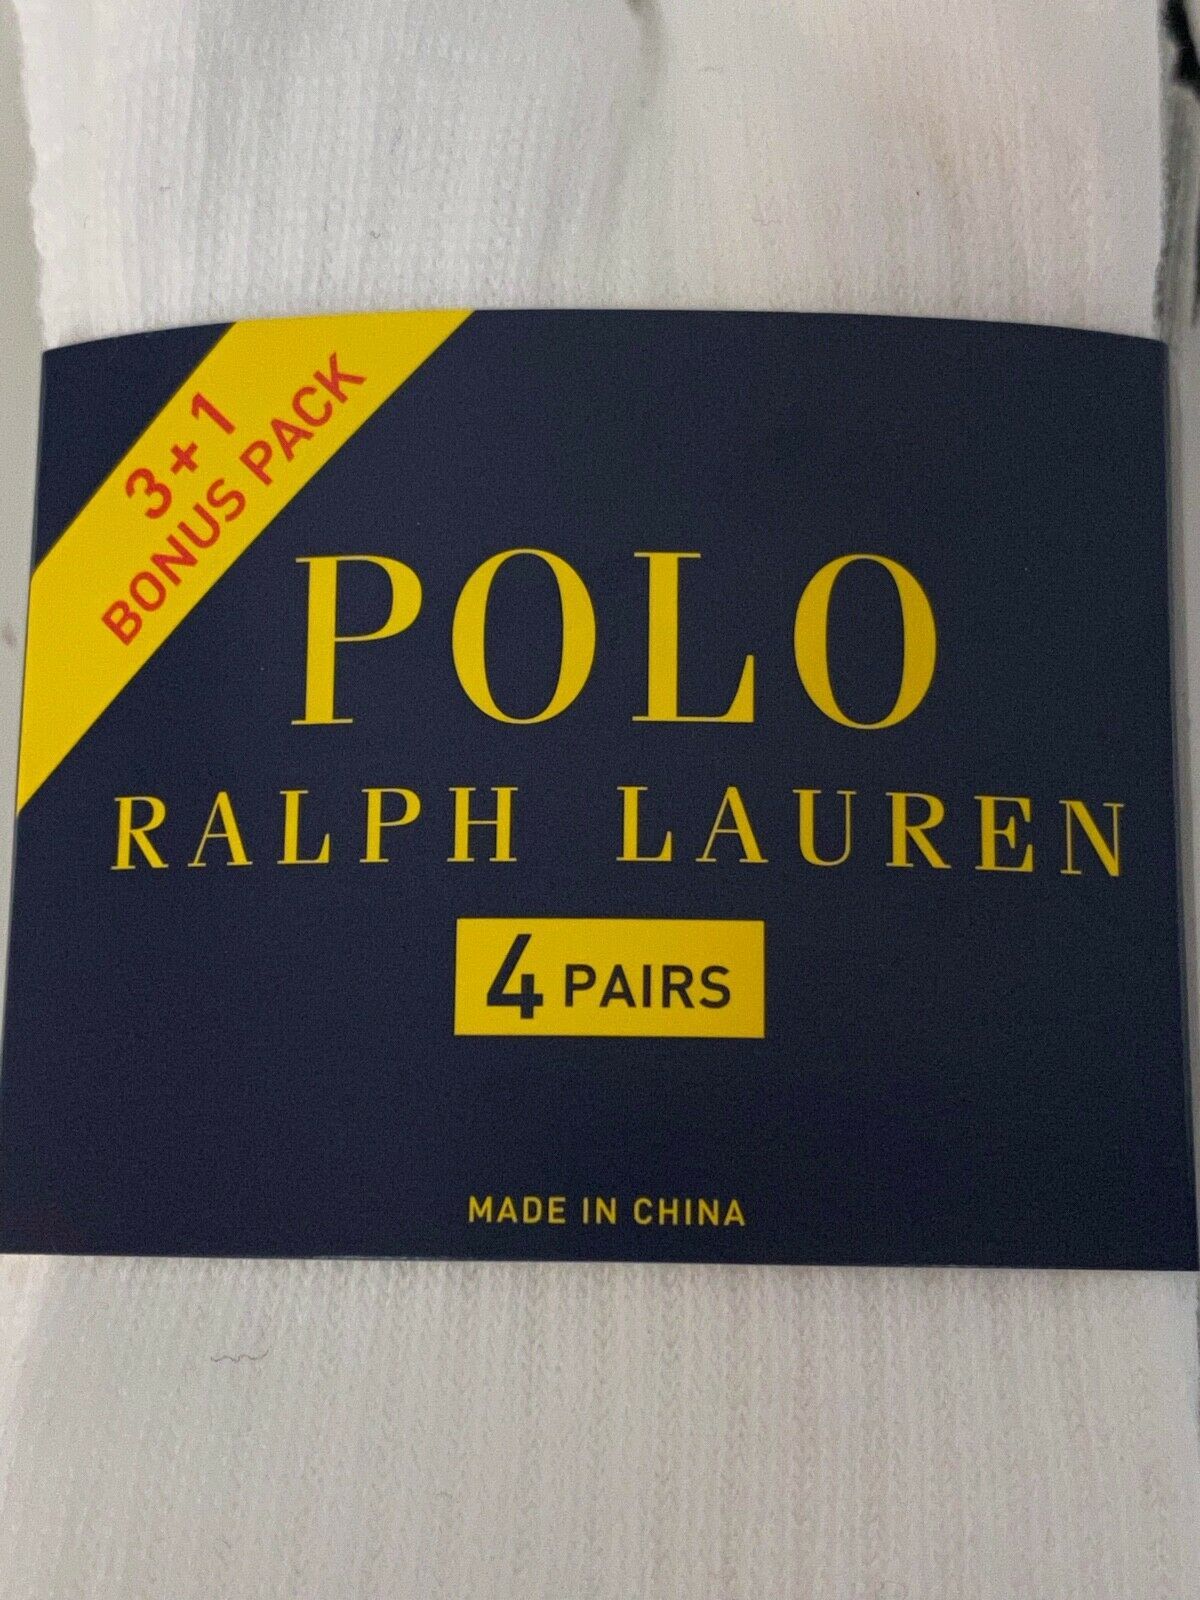 3+1
BONUS PACK
POLO
RALPH LAUREN
4 PAIRS
MADE IN CHINA